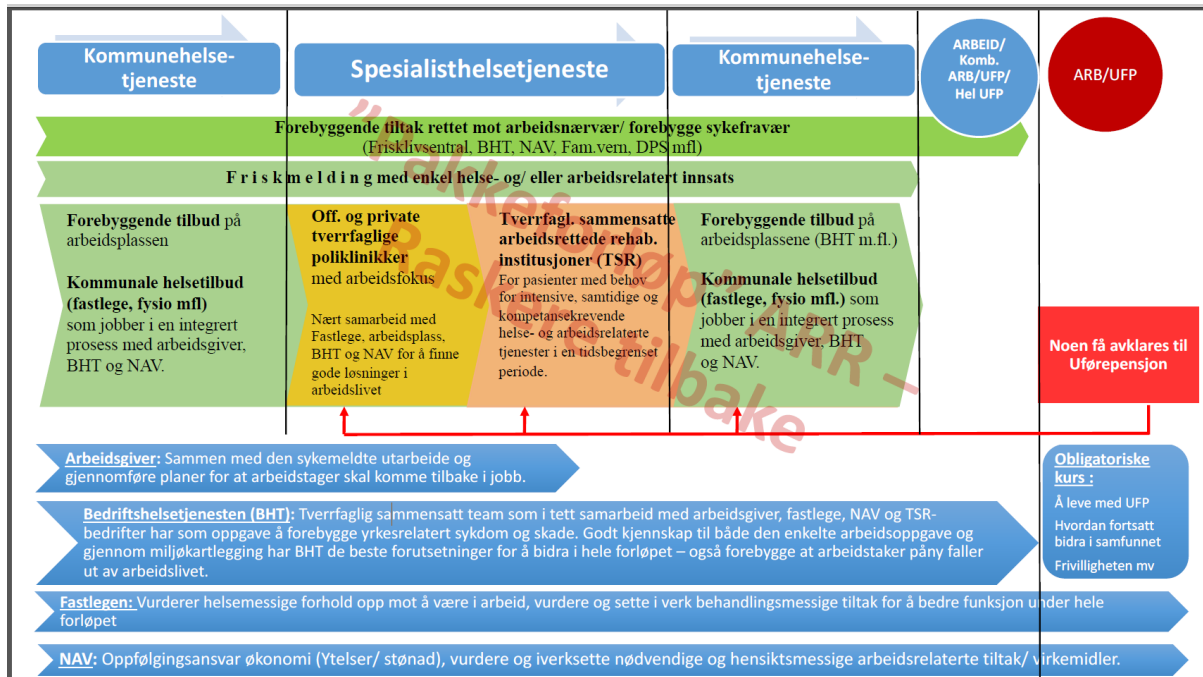 Kommunehelse-
tjeneste
Spesialisthelsetjeneste
Kommunehelse-
tjeneste
ARBEID/
Komb.
ARB/UFP/
Hel UFP
ARB/UFP
Forebyggende tiltak rettet mot arbeidsnærvær/ forebygge sykefravær
(Frisklivsentral, BHT, NAV, Fam.vern, DPS mfl)
F r i s k m e l d i n g med enkel helse- og/ eller arbeidsrelatert innsats
Forebyggende tilbud på
arbeidsplassen
Kommunale helsetilbud
(fastlege, fysio mfl)
som jobber i en integrert
prosess med arbeidsgiver,
BHT og NAV.
Off. og private
tverrfaglige
poliklinikker
med arbeidsfokus
Nært samarbeid med
Fastlege, arbeidsplass,
BHT og NAV for å finne
gode løsninger i
arbeidslivet
Tverrfagl. sammensatte
arbeidsrettede rehab.
institusjoner (TSR)
For pasienter med behov
for intensive, samtidige og
kompetansekrevende
helse- og arbeidsrelaterte
tjenester i en tidsbegrenset
periode.
Forebyggende tilbud på
arbeidsplassene (BHT m.fl.)
Kommunale helsetilbud
(fastlege, fysio mfl.) som
jobber i en integrert prosess
med arbeidsgiver, BHT
og NAV.
"Pakkeforløp" ARR –
Raskere tilbake
Noen få avklares til
Uførepensjon
Arbeidsgiver: Sammen med den sykemeldte utarbeide og
gjennomføre planer for at arbeidstager skal komme tilbake i jobb.
Bedriftshelsetjenesten (BHT): Tverrfaglig sammensatt team som i tett samarbeid med arbeidsgiver, fastlege, NAV og TSR-
bedrifter har som oppgave å forebygge yrkesrelatert sykdom og skade. Godt kjennskap til både den enkelte arbeidsoppgave og
gjennom miljøkartlegging har BHT de beste forutsetninger for å bidra i hele forløpet – også forebygge at arbeidstaker påny faller
ut av arbeidslivet.
Obligatoriske
kurs :
Å leve med UFP
Hvordan fortsatt
bidra i samfunnet
Frivilligheten mv
Fastlegen: Vurderer helsemessige forhold opp mot å være i arbeid, vurdere og sette i verk behandlingsmessige tiltak for å bedre funksjon under hele
forløpet
NAV: Oppfølgingsansvar økonomi (Ytelser/ stønad), vurdere og iverksette nødvendige og hensiktsmessige arbeidsrelaterte tiltak/ virkemidler.